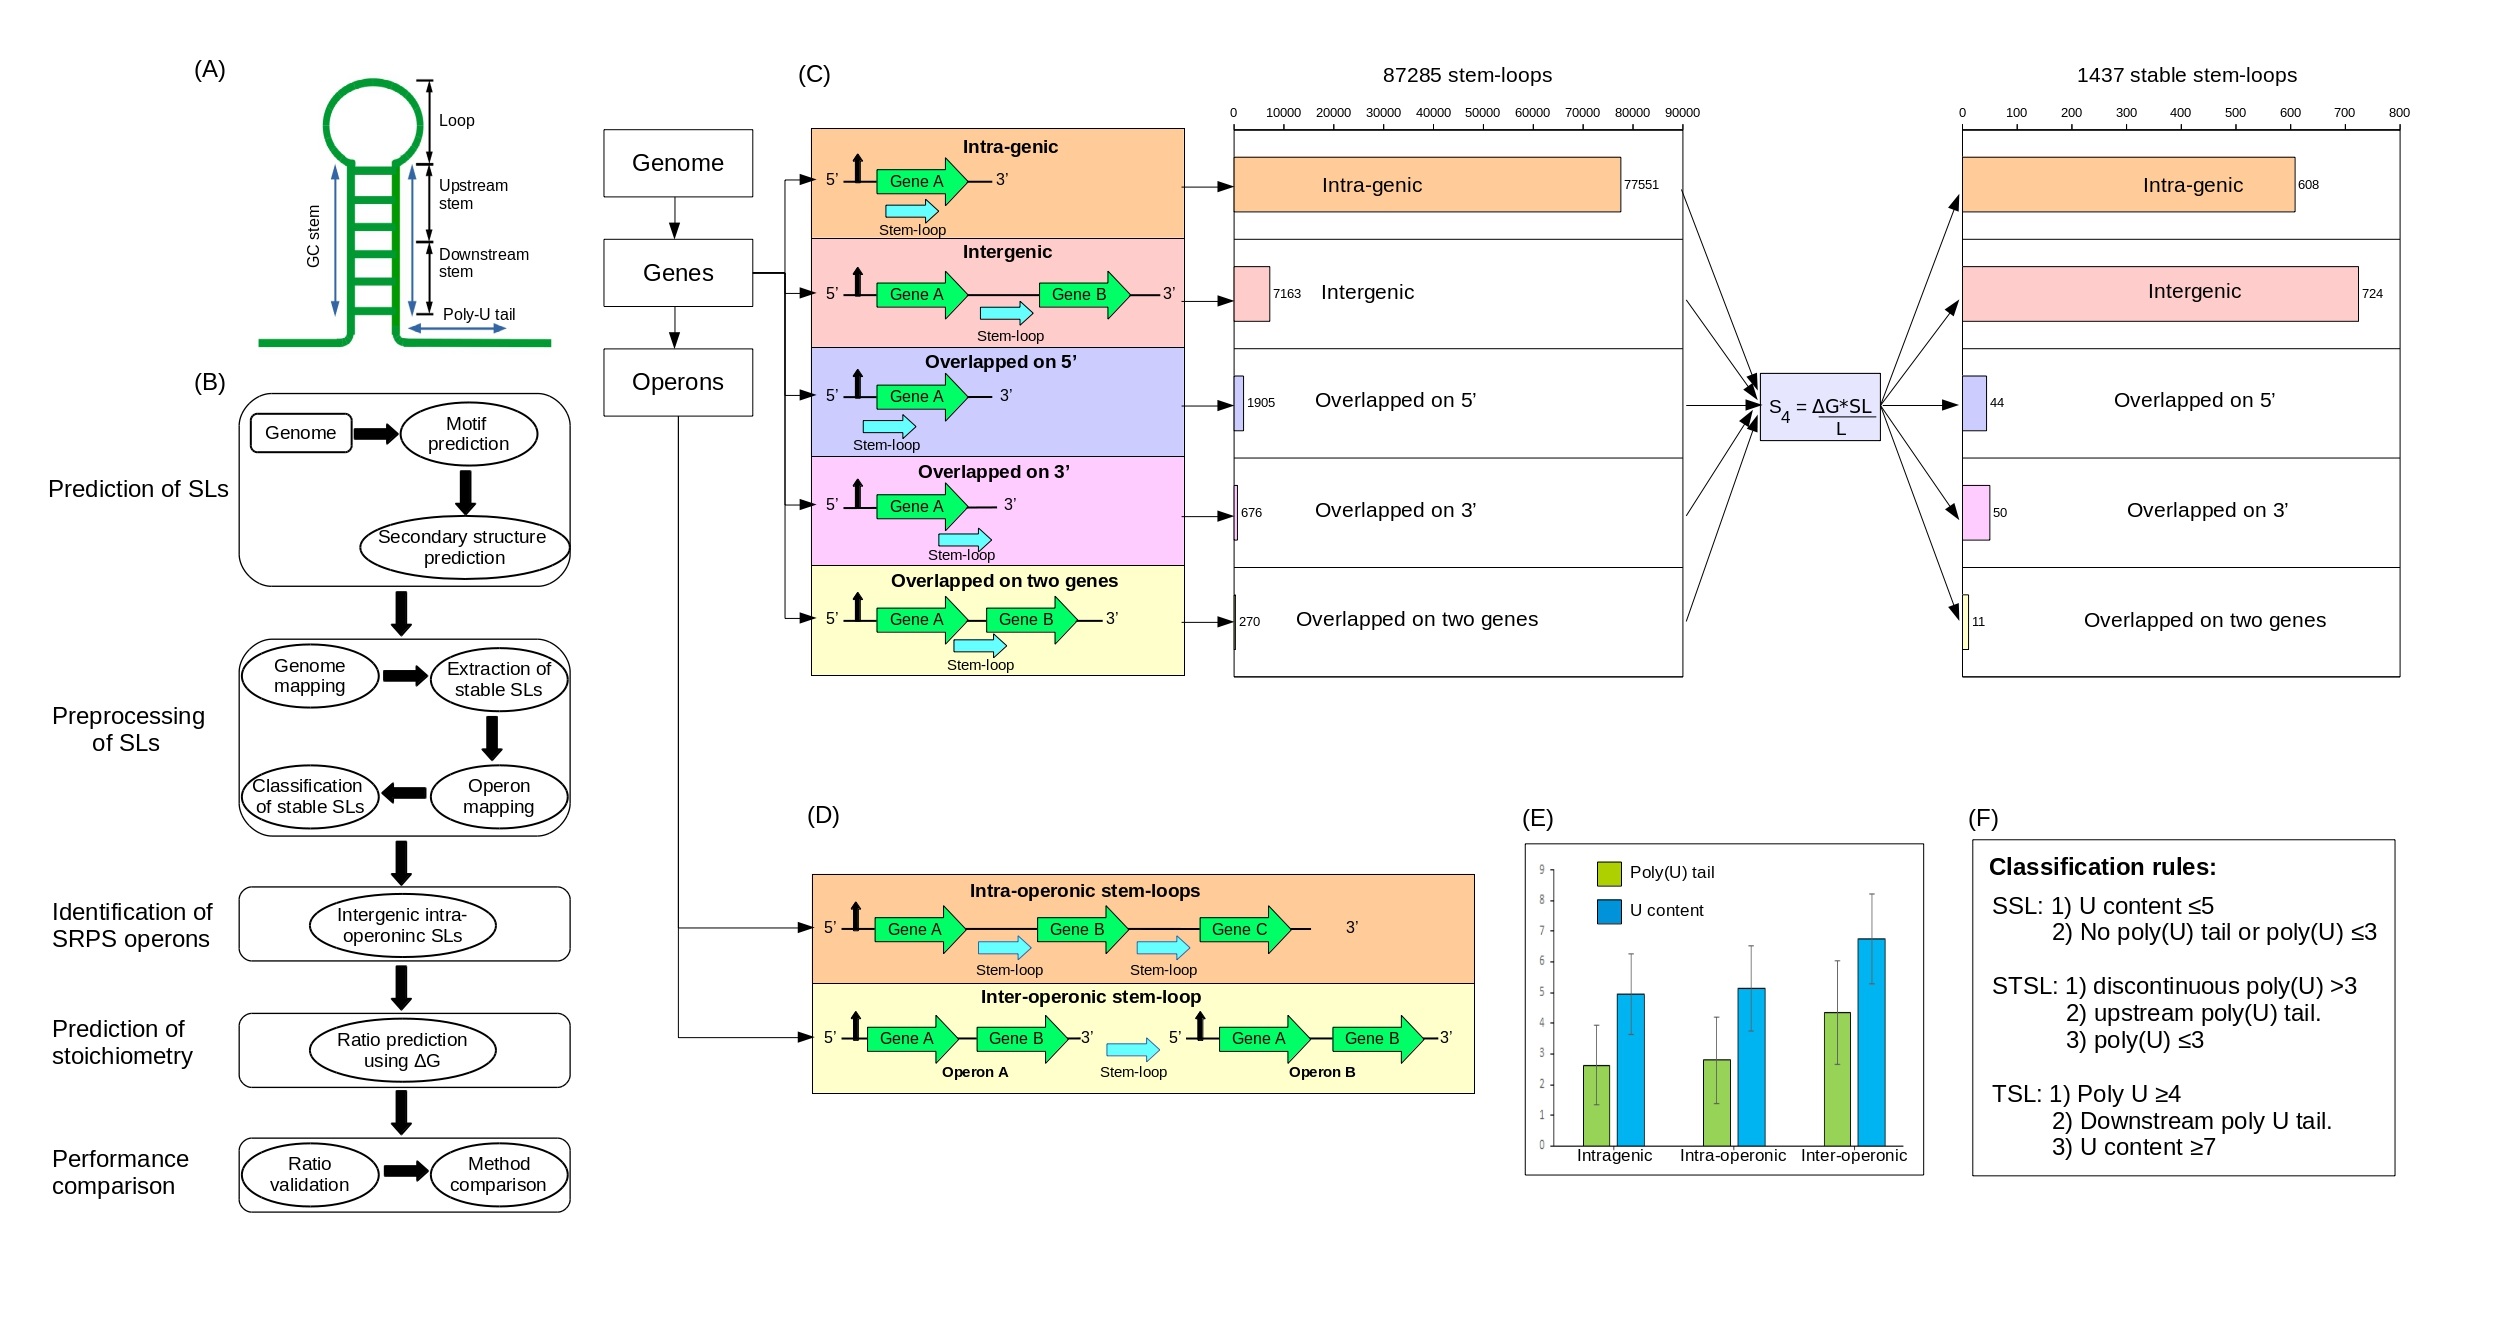 (A)
Loop
Upstream
stem
Downstream
stem
GC stem
Poly-U tail
(B)
Prediction of SLs
Genome
Motif
prediction
Secondary structure
prediction
Preprocessing
of SLs
Genome
mapping
Extraction of
stable SLs
Classification
of stable SLs
Operon
mapping
Identification of
SRPS operons
Intergenic intra-
operoninc SLs
Prediction of
stoichiometry
Ratio prediction
using ΔG
Performance
comparison
Ratio
validation
Method
comparison
Genome
Genes
Operons
(C)
Intra-genic
5’ Gene A 3’
Stem-loop
Intergenic
5’ Gene A Gene B 3’
Stem-loop
Overlapped on 5’
5’ Gene A 3’
Stem-loop
Overlapped on 3’
5’ Gene A 3’
Stem-loop
Overlapped on two genes
5’ Gene A Gene B 3’
Stem-loop
87285 stem-loops
0 10000 20000 30000 40000 50000 60000 70000 80000 90000
Intra-genic 77551
7163 Intergenic
1905 Overlapped on 5’
676 Overlapped on 3’
270 Overlapped on two genes
S4 = ΔG*SL
L
1437 stable stem-loops
0 100 200 300 400 500 600 700 800
Intra-genic 608
Intergenic 724
44 Overlapped on 5’
50 Overlapped on 3’
11 Overlapped on two genes
(D)
Intra-operonic stem-loops
5’ Gene A Gene B Gene C 3’
Stem-loop Stem-loop
Inter-operonic stem-loop
5’ Gene A Gene B 3’ 5’ Gene A Gene B 3’
Operon A Stem-loop Operon B
(E)
Poly(U) tail
U content
9
8
7
6
5
4
3
2
1
0
Intragenic Intra-operonic Inter-operonic
(F)
Classification rules:
SSL: 1) U content ≤5
2) No poly(U) tail or poly(U) ≤3
STSL: 1) discontinuous poly(U) >3
2) upstream poly(U) tail.
3) poly(U) ≤3
TSL: 1) Poly U ≥4
2) Downstream poly U tail.
3) U content ≥7